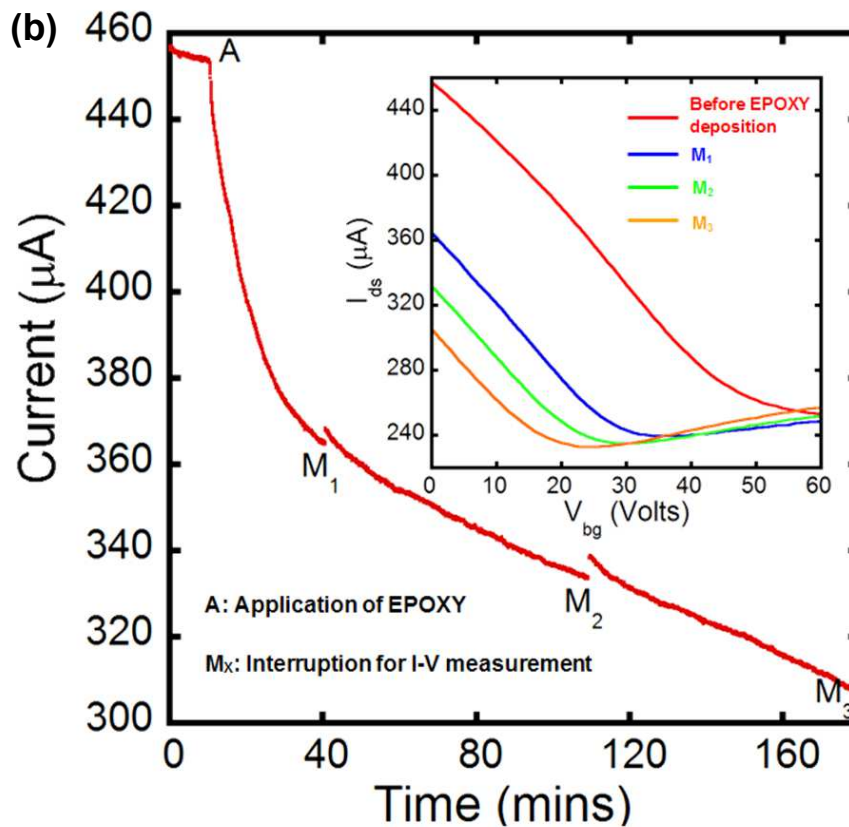 (b)
460
440
420
400
380
360
340
320
300
Current (μA)
A
M₁
M₂
M₃
A: Application of EPOXY
Mx: Interruption for I-V measurement
0
40
80
120
160
Time (mins)
440
400
360
320
280
240
I_ds (μA)
Before EPOXY
deposition
M₁
M₂
M₃
0
10
20
30
40
50
60
V_bg (Volts)